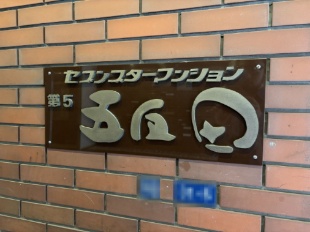 セブンスターマンション
第5 五反田